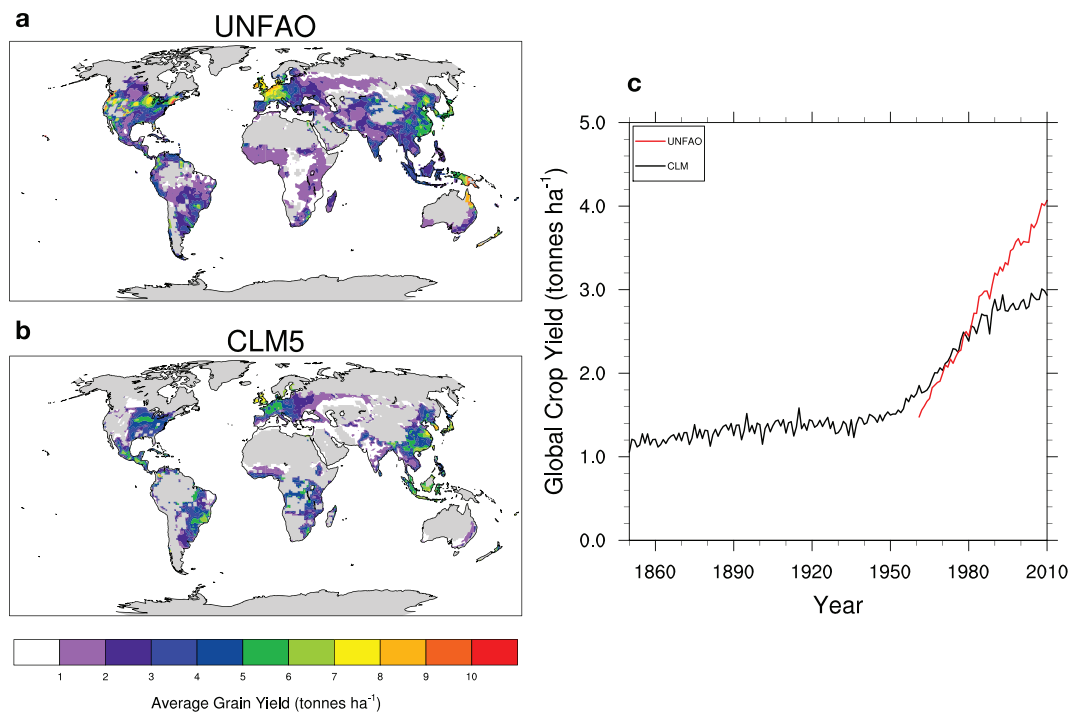 a
UNFAO
b
CLM5
1 2 3 4 5 6 7 8 9 10
Average Grain Yield (tonnes ha⁻¹)
c
UNFAO
CLM
5.0
4.0
3.0
2.0
1.0
0.0
Global Crop Yield (tonnes ha⁻¹)
1860 1890 1920 1950 1980 2010
Year